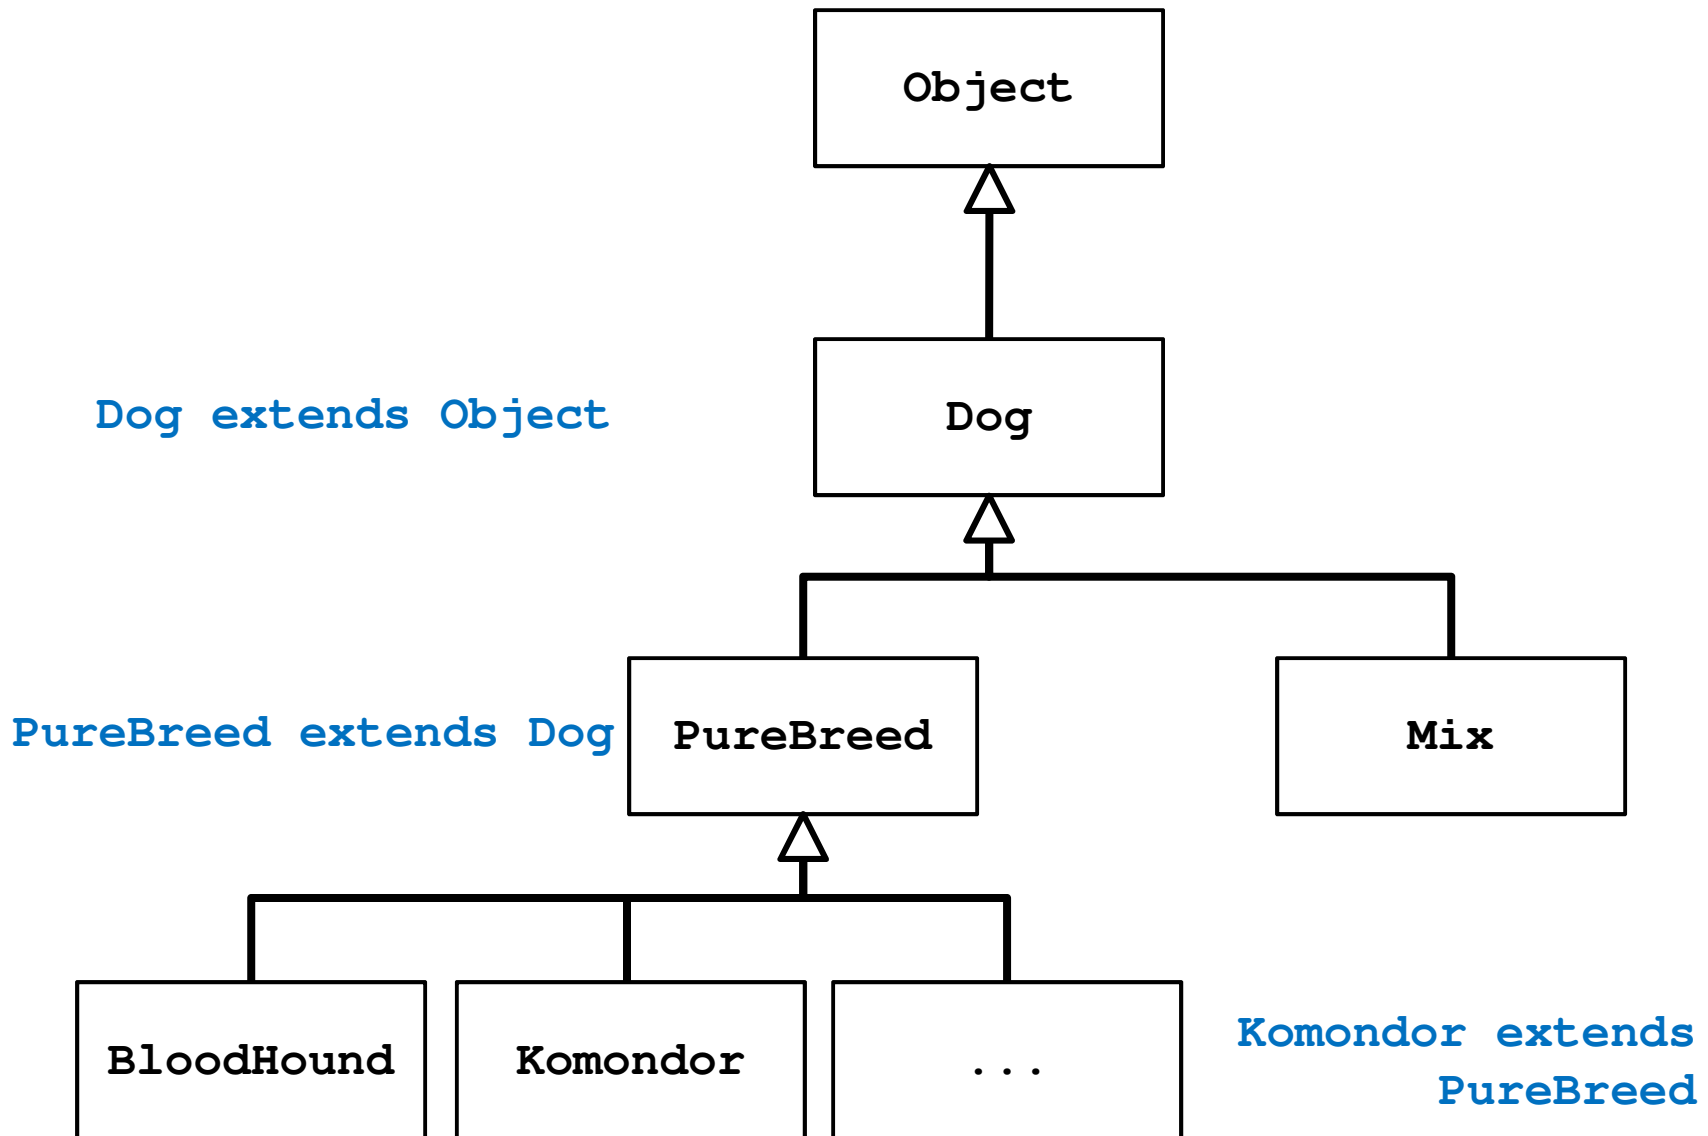 Object
Dog extends Object
Dog
PureBreed extends Dog
PureBreed
Mix
BloodHound
Komondor
...
Komondor extends
PureBreed